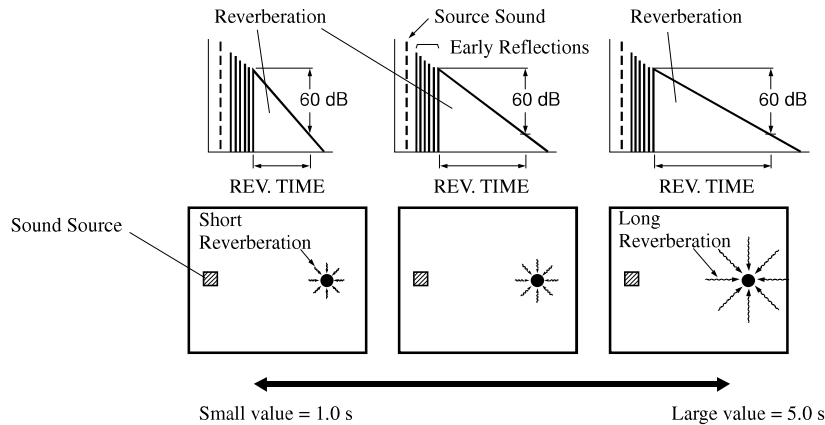 Reverberation
Source Sound
Reverberation
Early Reflections
60 dB
60 dB
60 dB
REV. TIME
REV. TIME
REV. TIME
Sound Source
Short
Reverberation
Long
Reverberation
Small value = 1.0 s
Large value = 5.0 s